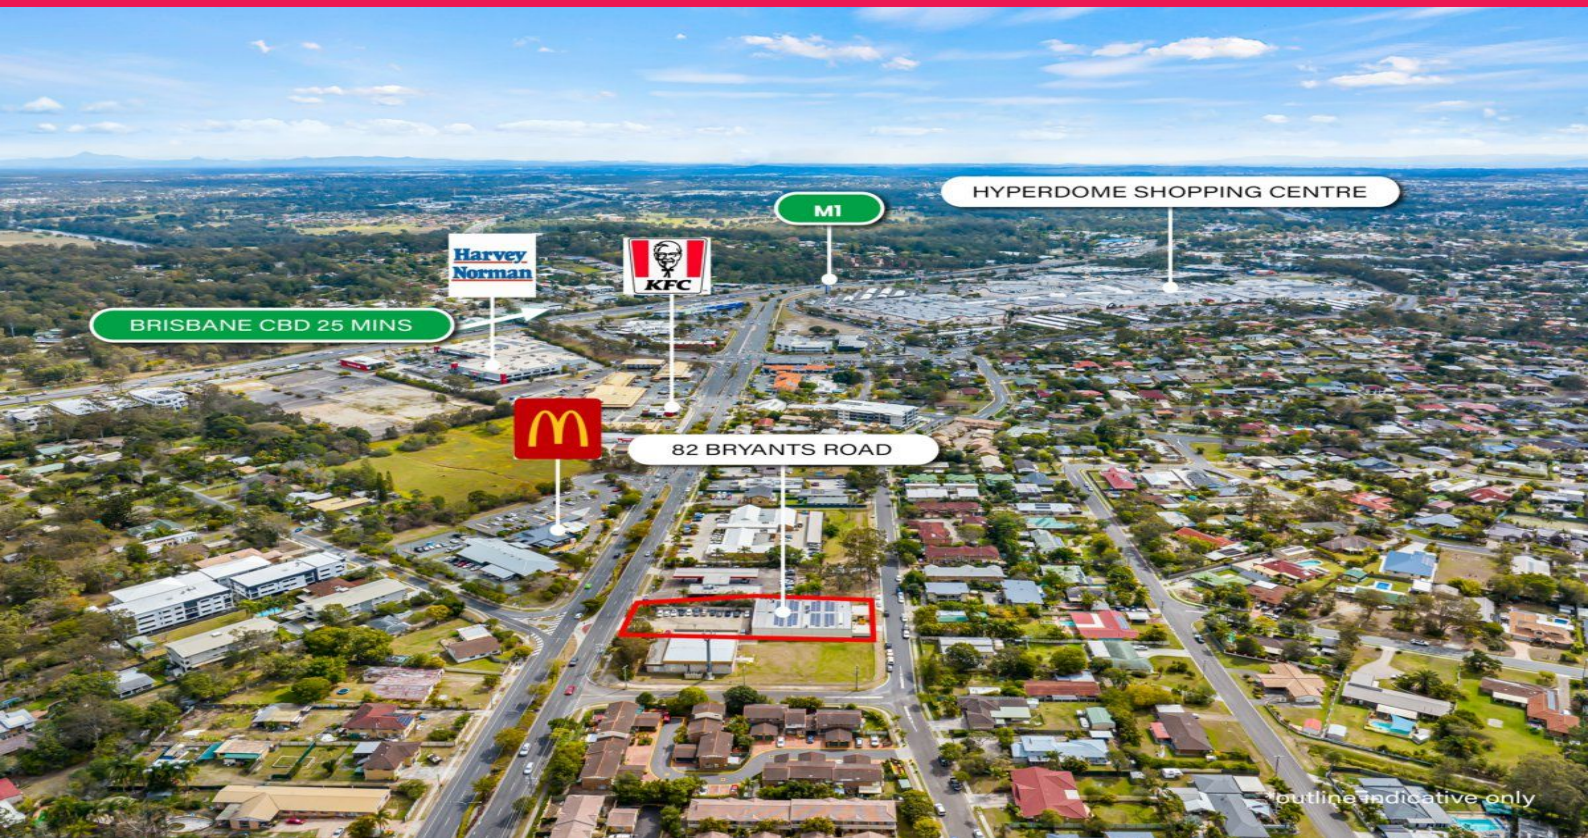 HYPERDOME SHOPPING CENTRE
M1
Harvey
Norman
KFC
BRISBANE CBD 25 MINS
82 BRYANTS ROAD
*outline indicative only